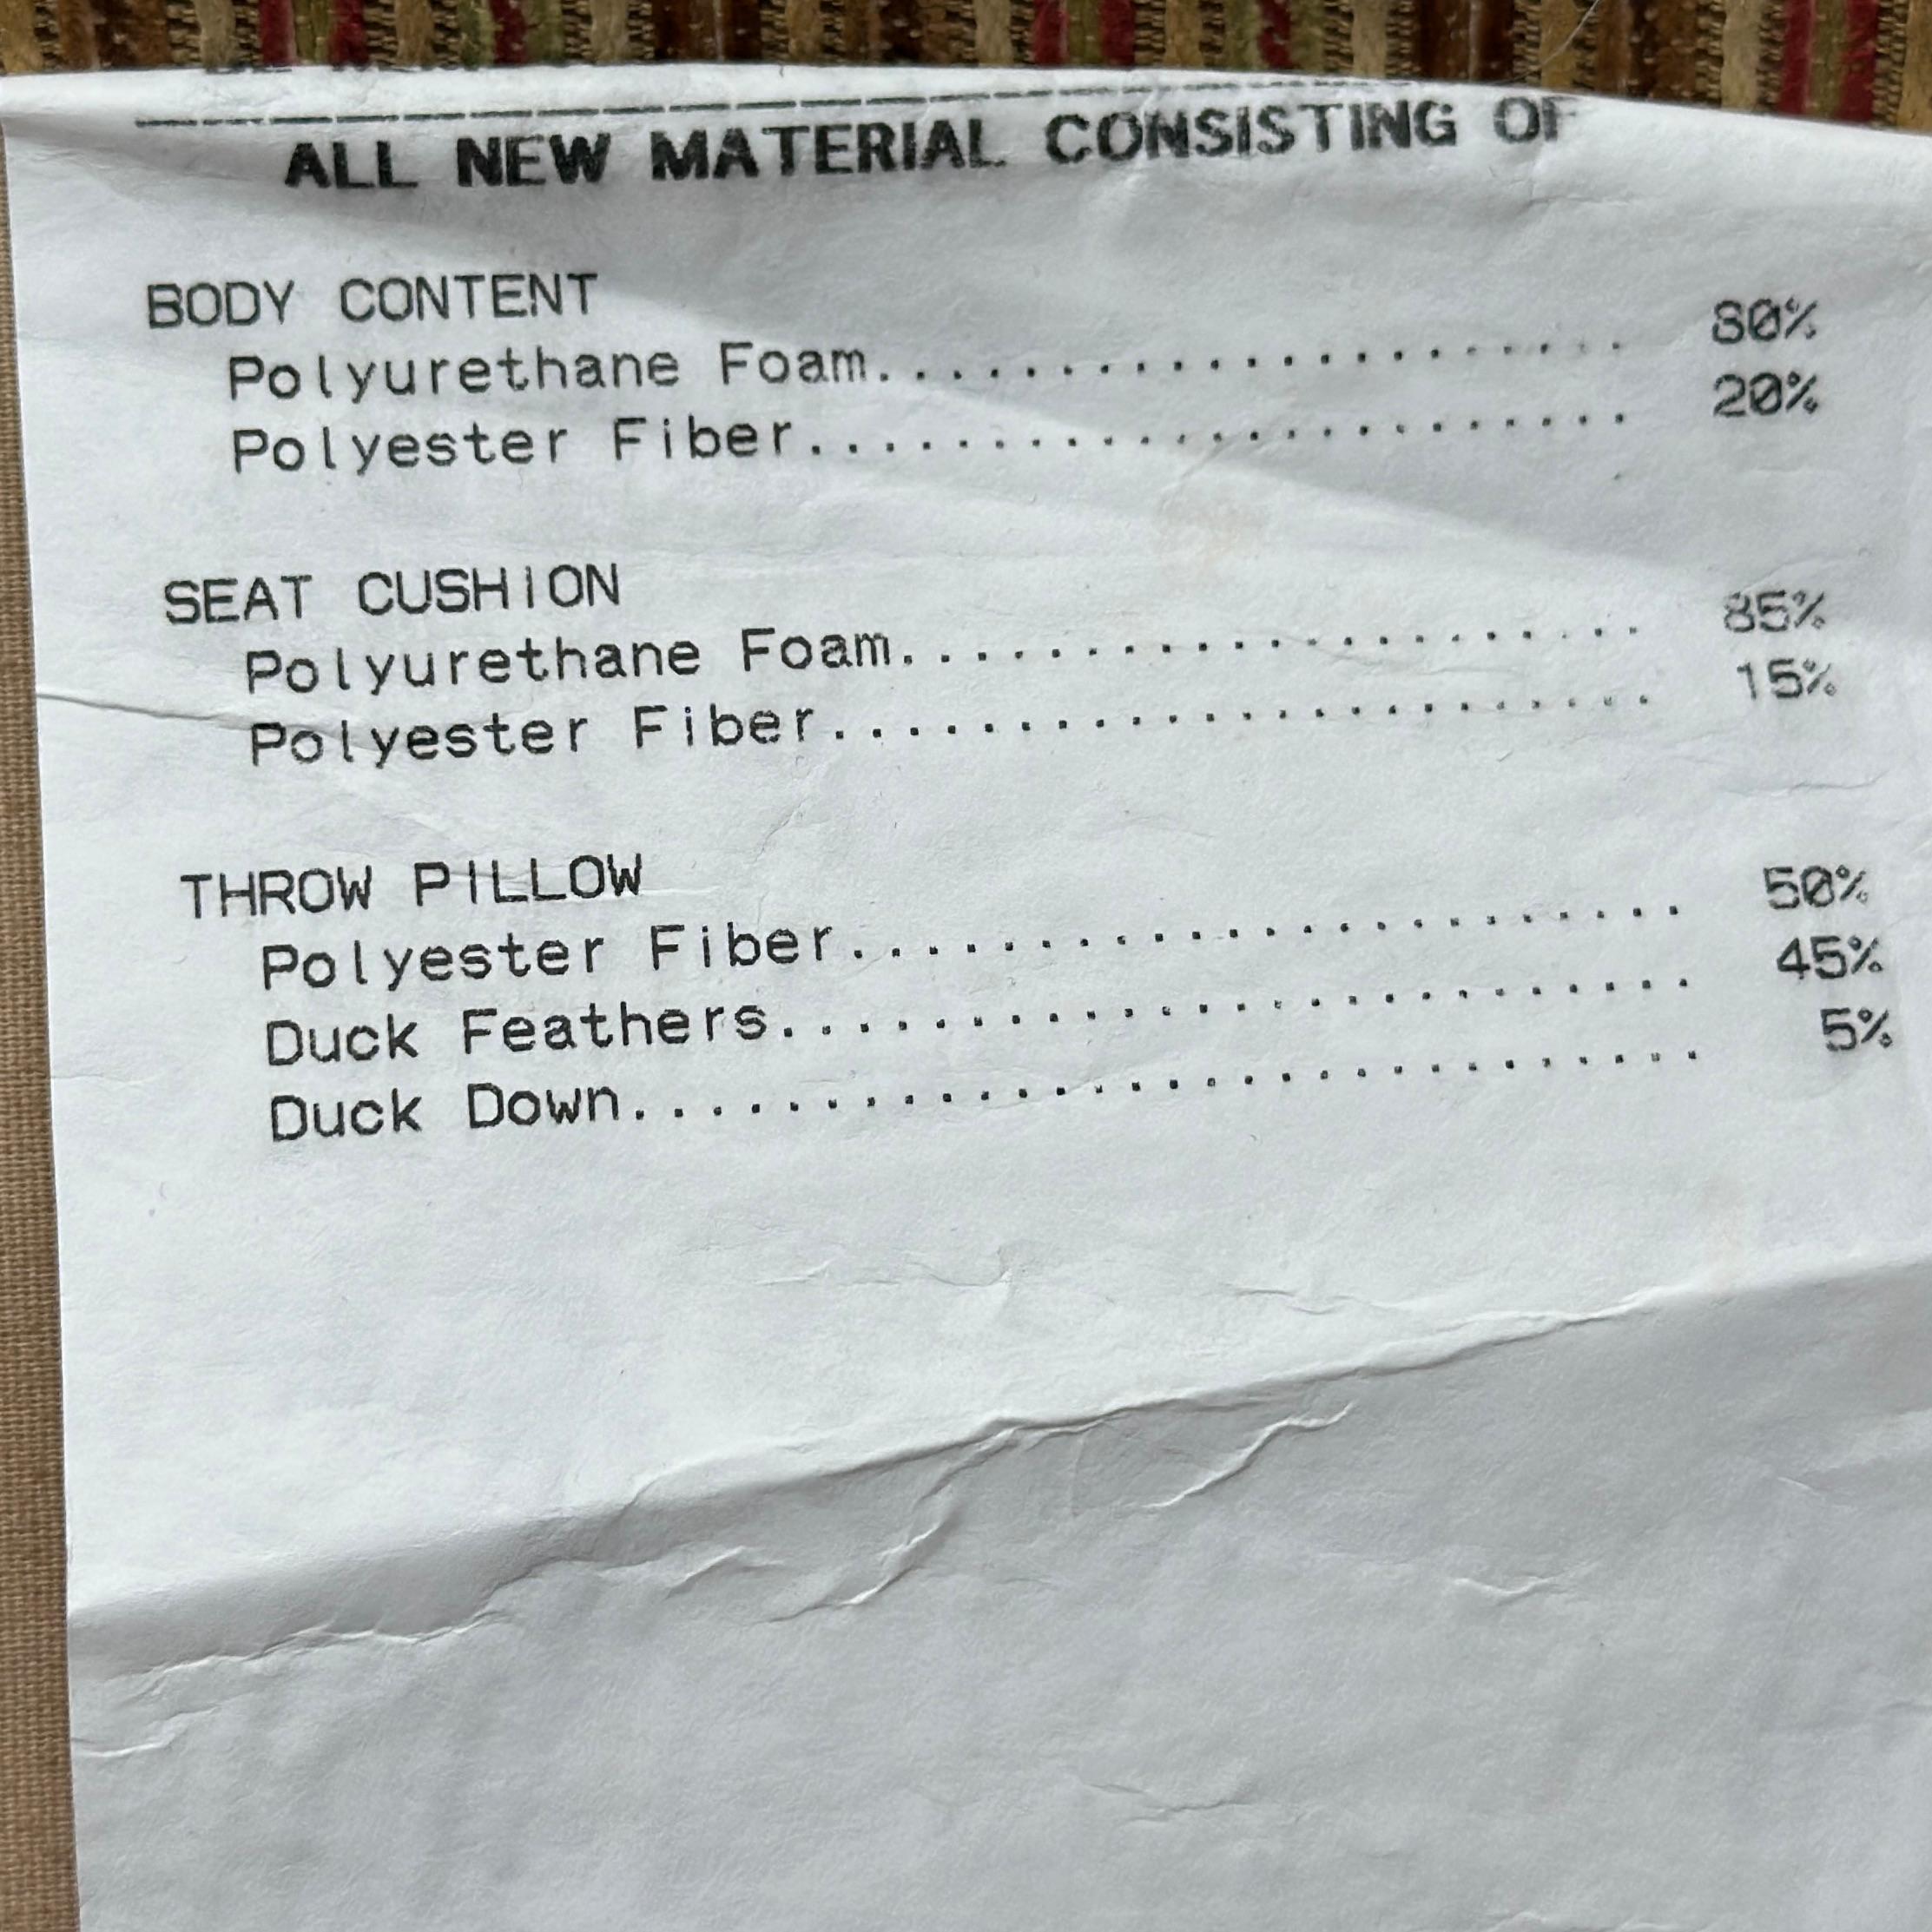 ALL NEW MATERIAL CONSISTING OF
BODY CONTENT
Polyurethane Foam...................... 80%
Polyester Fiber........................ 20%
SEAT CUSHION
Polyurethane Foam...................... 85%
Polyester Fiber........................ 15%
THROW PILLOW
Polyester Fiber........................ 50%
Duck Feathers.......................... 45%
Duck Down.............................. 5%